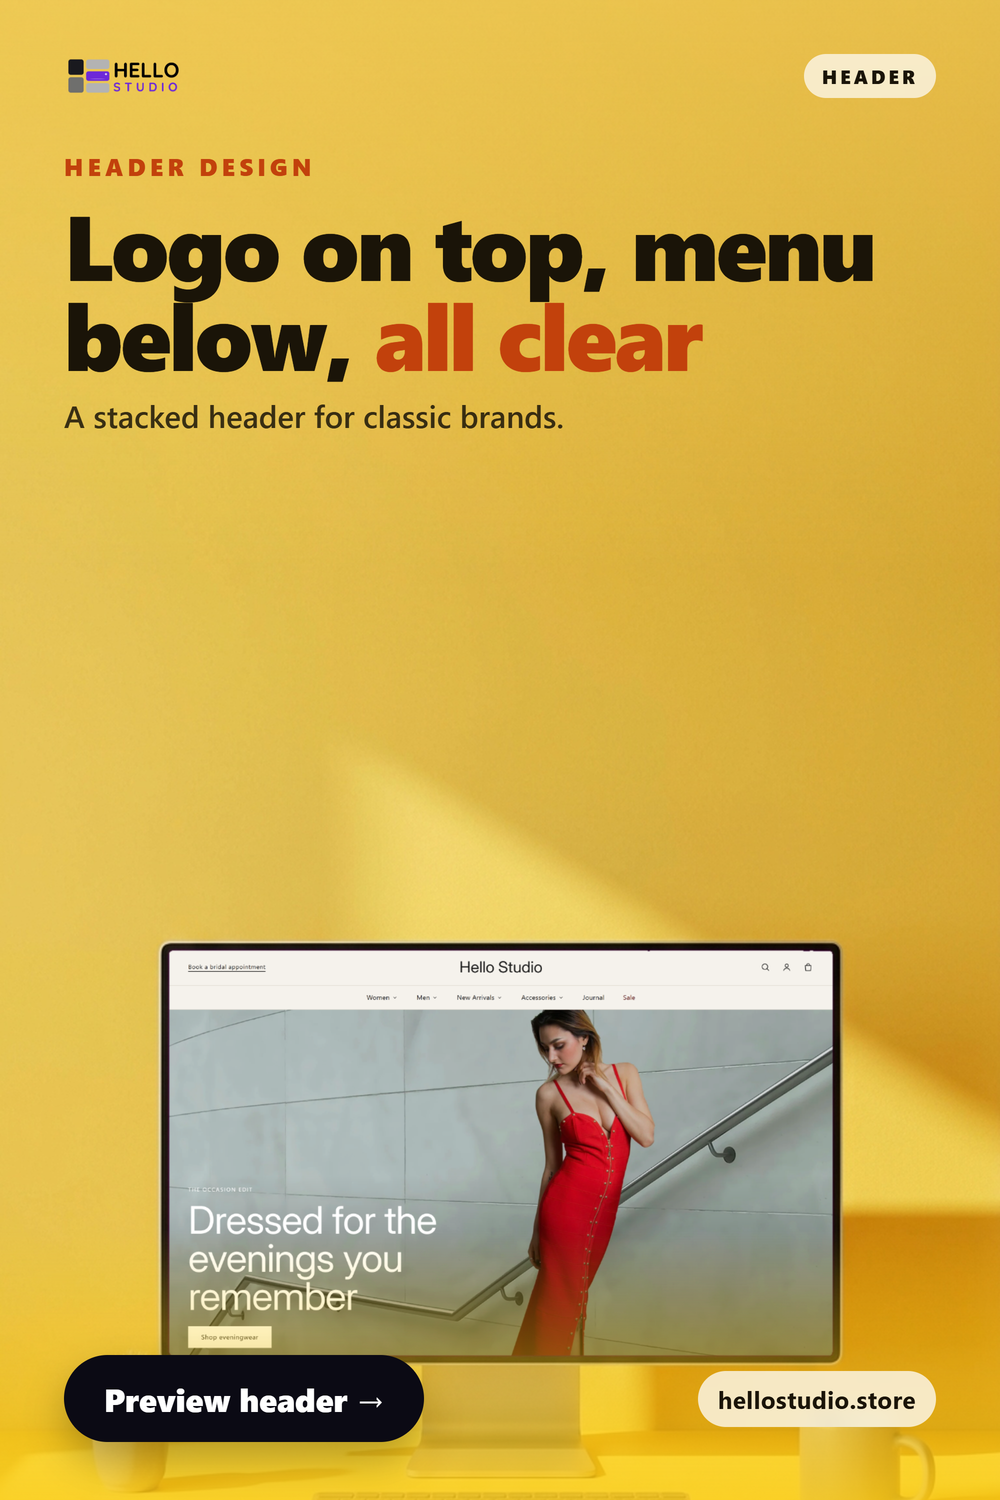 HELLO
STUDIO
HEADER
HEADER DESIGN
Logo on top, menu
below, all clear
A stacked header for classic brands.
Book a bridal appointment
Hello Studio
Women
Men
New Arrivals
Accessories
Journal
Sale
THE OCCASION EDIT
Dressed for the
evenings you
remember
Shop eveningwear
Preview header →
hellostudio.store